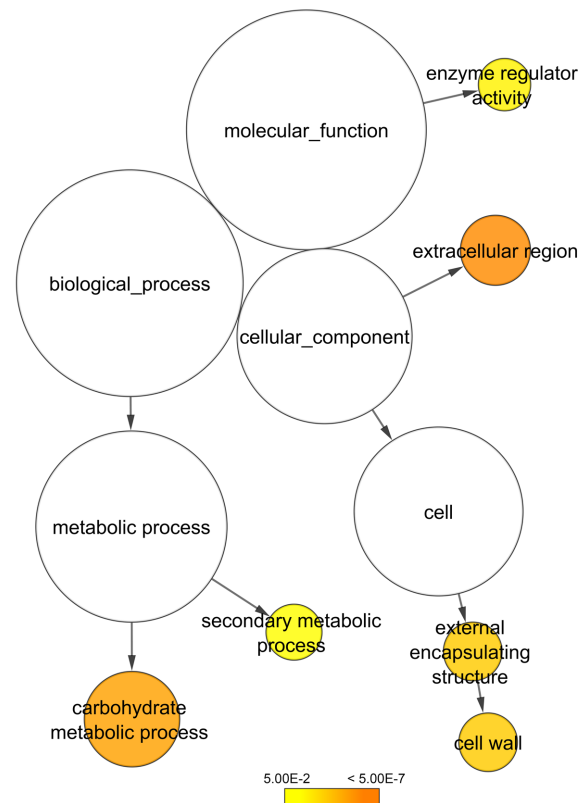 enzyme regulator
activity
molecular_function
extracellular region
biological_process
cellular_component
metabolic process
cell
secondary metabolic
process
external
encapsulating
structure
carbohydrate
metabolic process
cell wall
5.00E-2 < 5.00E-7